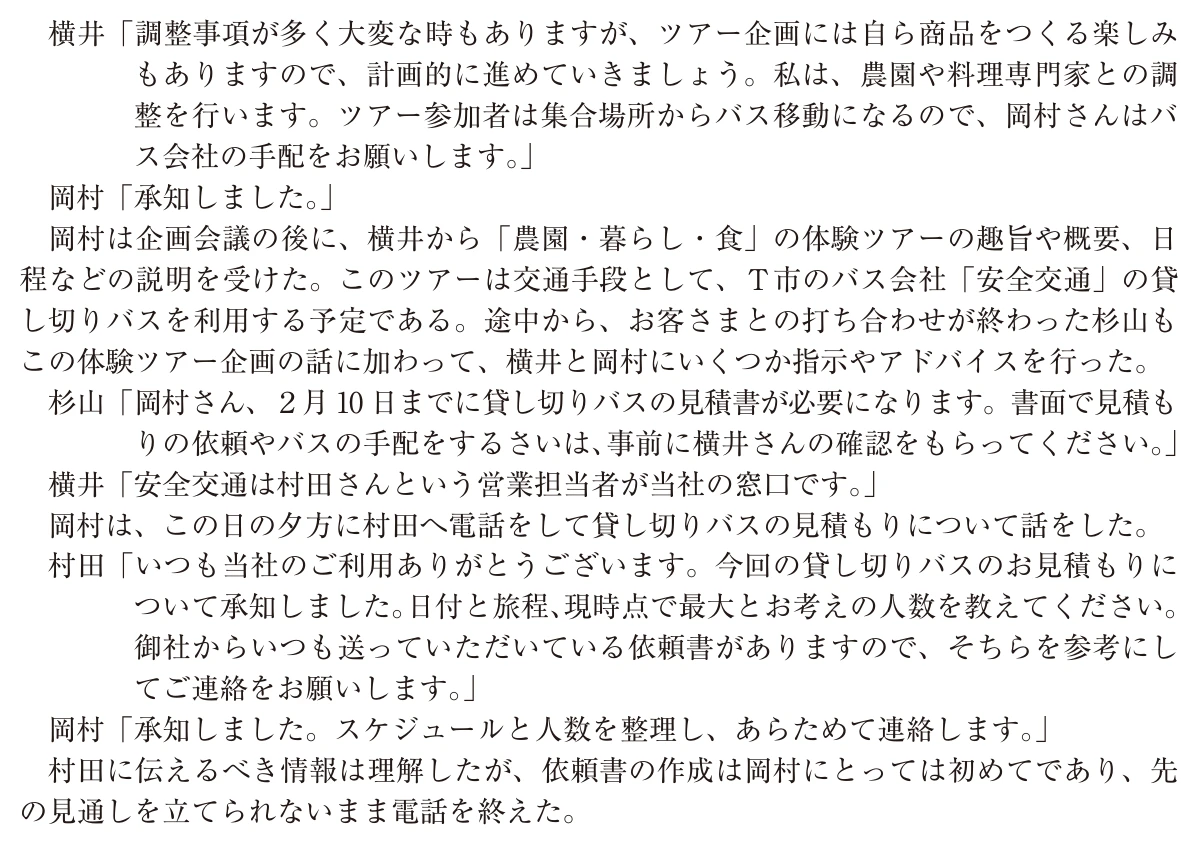 横井「調整事項が多く大変な時もありますが、ツアー企画には自ら商品をつくる楽しみ
もありますので、計画的に進めていきましょう。私は、農園や料理専門家との調
整を行います。ツアー参加者は集合場所からバス移動になるので、岡村さんはバ
ス会社の手配をお願いします。」
岡村「承知しました。」
岡村は企画会議の後に、横井から「農園・暮らし・食」の体験ツアーの趣旨や概要、日
程などの説明を受けた。このツアーは交通手段として、T市のバス会社「安全交通」の貸
し切りバスを利用する予定である。途中から、お客さまとの打ち合わせが終わった杉山も
この体験ツアー企画の話に加わって、横井と岡村にいくつか指示やアドバイスを行った。
杉山「岡村さん、2月10日までに貸し切りバスの見積書が必要になります。書面で見積も
りの依頼やバスの手配をするさいは、事前に横井さんの確認をもらってください。」
横井「安全交通は村田さんという営業担当者が当社の窓口です。」
岡村は、この日の夕方に村田へ電話をして貸し切りバスの見積もりについて話をした。
村田「いつも当社のご利用ありがとうございます。今回の貸し切りバスのお見積もりに
ついて承知しました。日付と旅程、現時点で最大とお考えの人数を教えてください。
御社からいつも送っていただいている依頼書がありますので、そちらを参考にし
てご連絡をお願いします。」
岡村「承知しました。スケジュールと人数を整理し、あらためて連絡します。」
村田に伝えるべき情報は理解したが、依頼書の作成は岡村にとっては初めてであり、先
の見通しを立てられないまま電話を終えた。